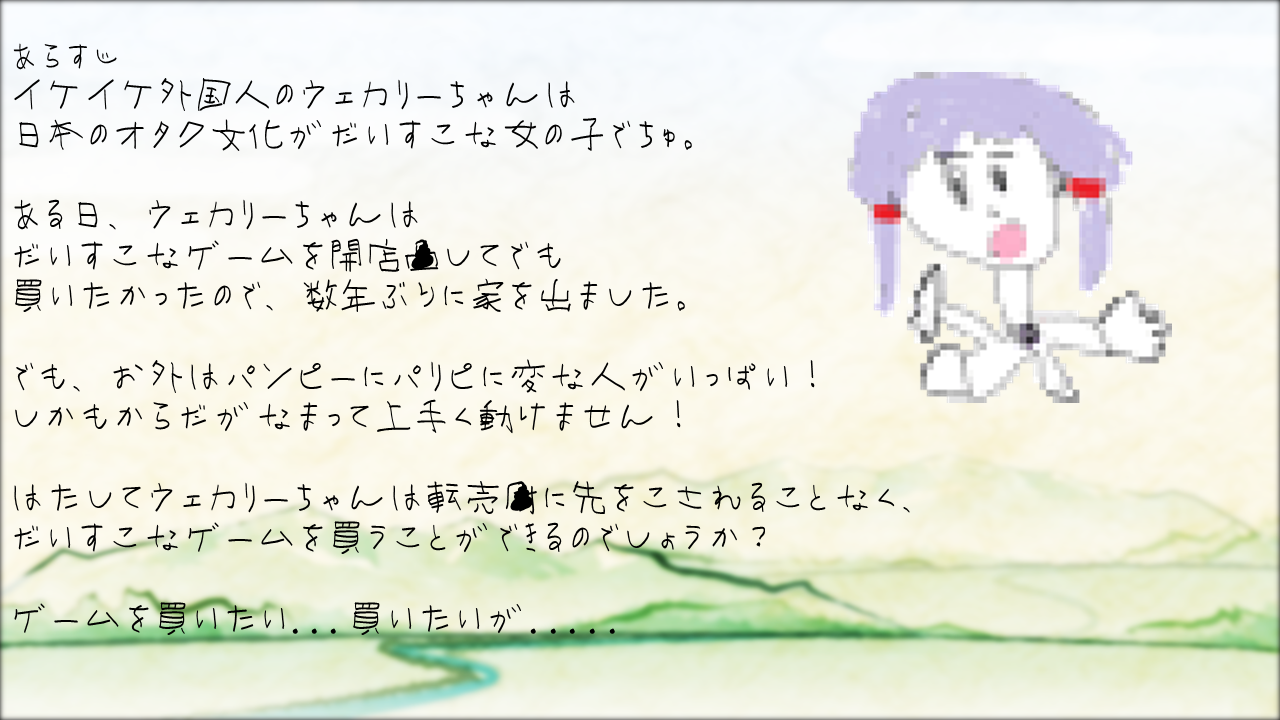 あらすじ
イケイケ外国人のウェカリーちゃんは
日本のオタク文化がだいすこな女の子でちゅ。
ある日、ウェカリーちゃんは
だいすこなゲームを開店してでも
買いたかったので、数年ぶりに家を出ました。
でも、お外はパンピーにパリピに変な人がいっぱい！
しかもからだがなまって上手く動けません！
はたしてウェカリーちゃんは転売に先をこされることなく、
だいすこなゲームを買うことができるのでしょうか？
ゲームを買いたい...買いたいが.....